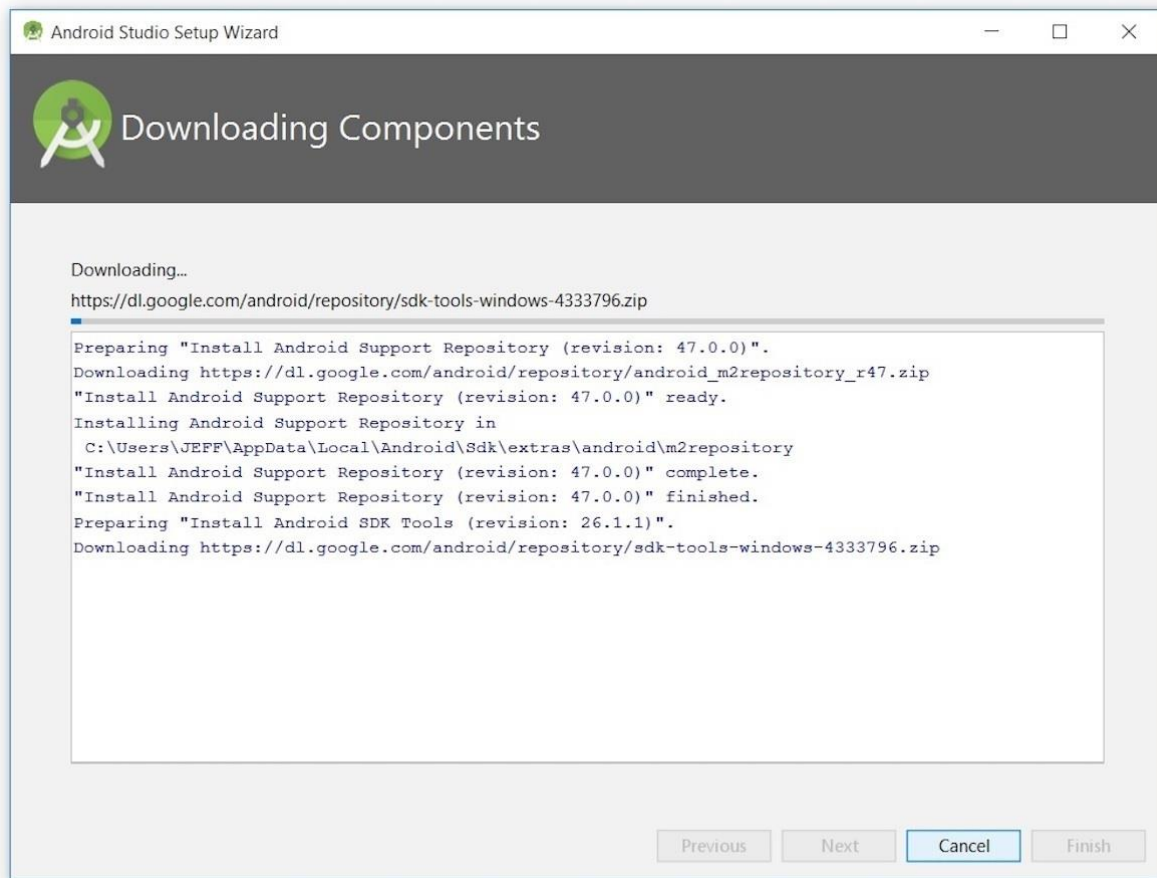 Android Studio Setup Wizard
Downloading Components
Downloading...
https://dl.google.com/android/repository/sdk-tools-windows-4333796.zip
Preparing "Install Android Support Repository (revision: 47.0.0)".
Downloading https://dl.google.com/android/repository/android_m2repository_r47.zip
"Install Android Support Repository (revision: 47.0.0)" ready.
Installing Android Support Repository in
C:\Users\JEFF\AppData\Local\Android\Sdk\extras\android\m2repository
"Install Android Support Repository (revision: 47.0.0)" complete.
"Install Android Support Repository (revision: 47.0.0)" finished.
Preparing "Install Android SDK Tools (revision: 26.1.1)".
Downloading https://dl.google.com/android/repository/sdk-tools-windows-4333796.zip
Previous Next Cancel Finish